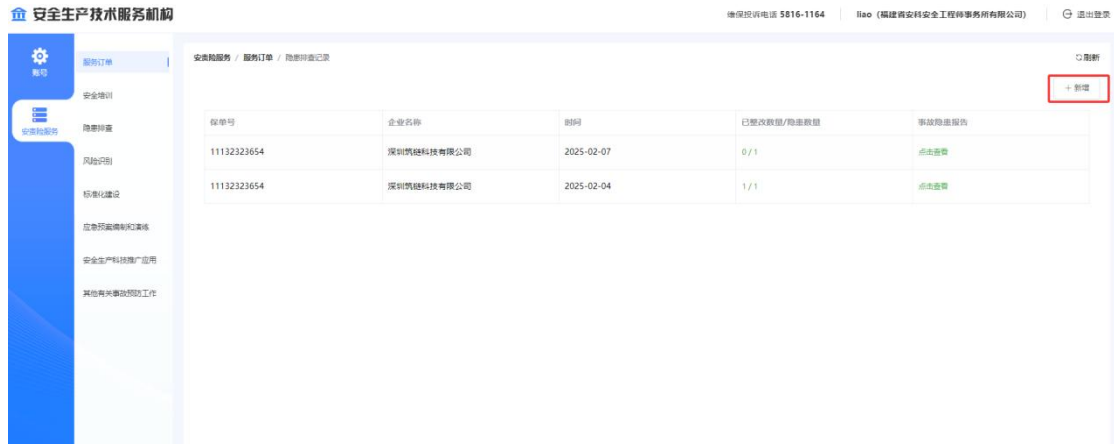 安全生产技术服务机构
维保投诉电话 5816-1164
liao（福建省安科安全工程师事务所有限公司）
退出登录
账号
安责险服务
服务订单
安全培训
隐患排查
风险识别
标准化建设
应急预案编制和演练
安全生产科技推广应用
其他有关事故预防工作
安责险服务 / 服务订单 / 隐患排查记录
刷新
+ 新增
保单号 企业名称 时间 已整改数量/隐患数量 事故隐患报告
11132323654 深圳筑链科技有限公司 2025-02-07 0 / 1 点击查看
11132323654 深圳筑链科技有限公司 2025-02-04 1 / 1 点击查看